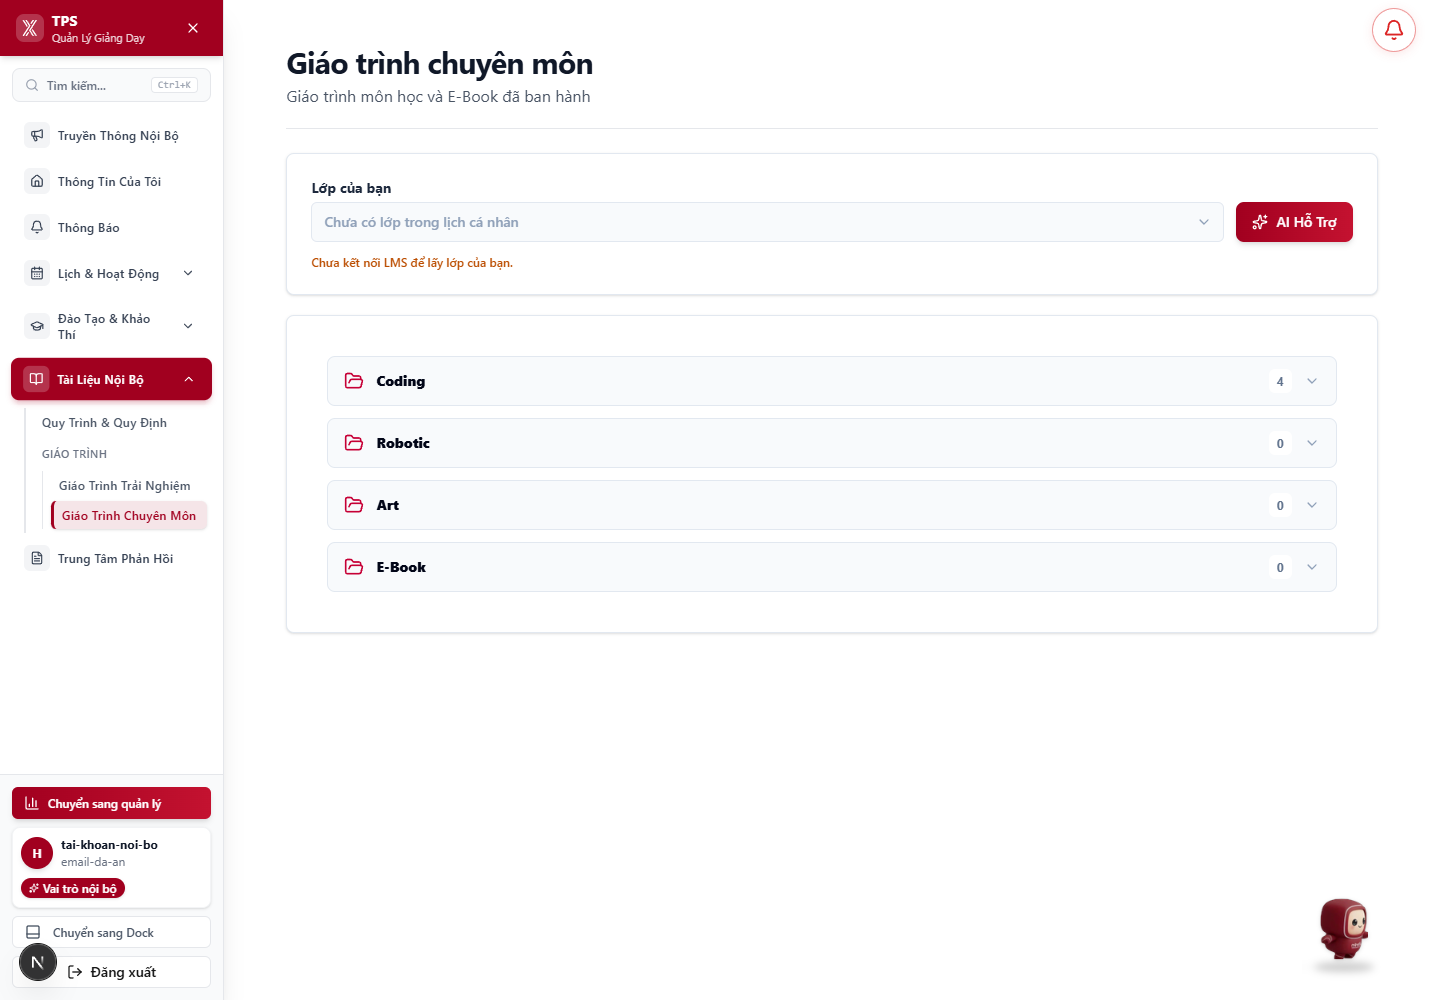 TPS
Quản Lý Giảng Dạy
Tìm kiếm...
Ctrl+K
Truyền Thông Nội Bộ
Thông Tin Của Tôi
Thông Báo
Lịch & Hoạt Động
Đào Tạo & Khảo
Thí
Tài Liệu Nội Bộ
Quy Trình & Quy Định
GIÁO TRÌNH
Giáo Trình Trải Nghiệm
Giáo Trình Chuyên Môn
Trung Tâm Phản Hồi
Chuyển sang quản lý
H
tai-khoan-noi-bo
email-da-an
Vai trò nội bộ
Chuyển sang Dock
N
Đăng xuất
Giáo trình chuyên môn
Giáo trình môn học và E-Book đã ban hành
Lớp của bạn
Chưa có lớp trong lịch cá nhân
AI Hỗ Trợ
Chưa kết nối LMS để lấy lớp của bạn.
Coding
4
Robotic
0
Art
0
E-Book
0